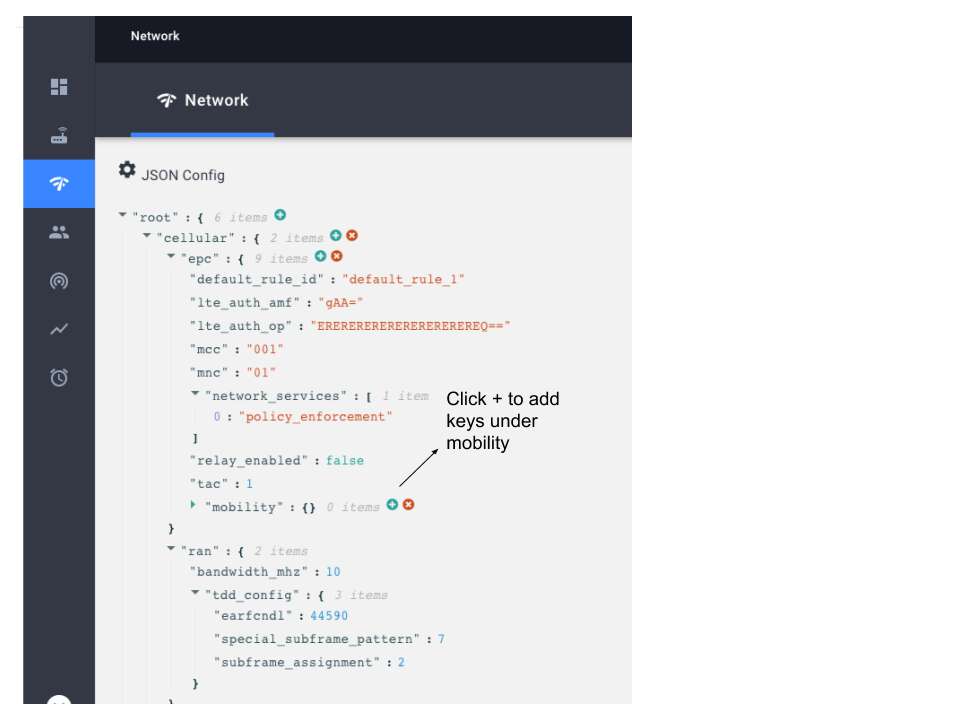 Network
Network
JSON Config
"root" : { 6 items
"cellular" : { 2 items
"epc" : { 9 items
"default_rule_id" : "default_rule_1"
"lte_auth_amf" : "gAA="
"lte_auth_op" : "EREREREREREREREREREREQ=="
"mcc" : "001"
"mnc" : "01"
"network_services" : [ 1 item
0 : "policy_enforcement"
]
"relay_enabled" : false
"tac" : 1
"mobility" : {} 0 items
Click + to add
keys under
mobility
}
"ran" : { 2 items
"bandwidth_mhz" : 10
"tdd_config" : { 3 items
"earfcndl" : 44590
"special_subframe_pattern" : 7
"subframe_assignment" : 2
}
}